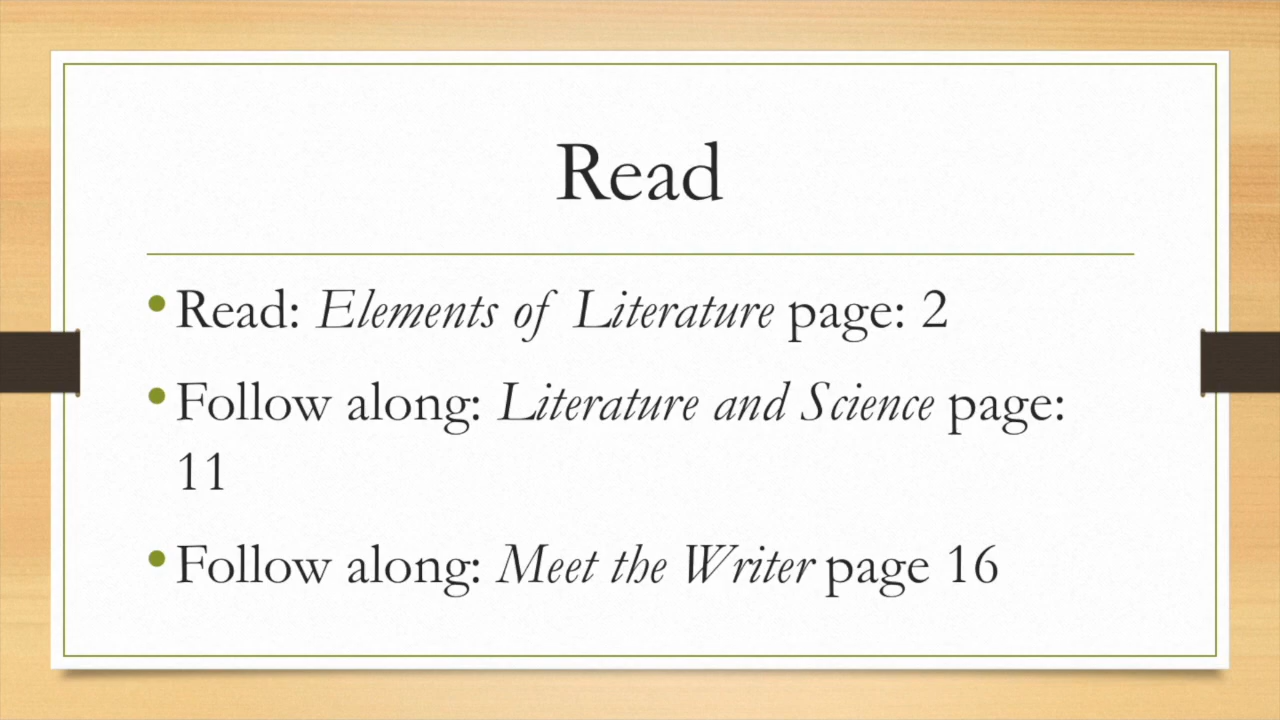 Read
• Read: Elements of Literature page: 2
• Follow along: Literature and Science page:
11
• Follow along: Meet the Writer page 16